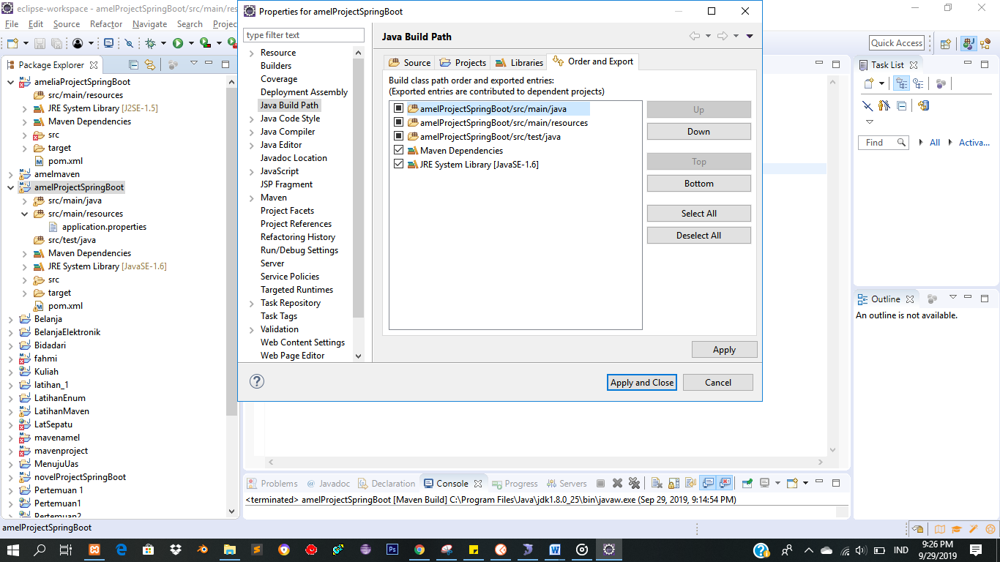 eclipse-workspace - amelProjectSpringBoot/src/main/res
File Edit Source Refactor Navigate Search Projec
Quick Access
Package Explorer
ameliaProjectSpringBoot
src/main/resources
JRE System Library [J2SE-1.5]
Maven Dependencies
src
target
pom.xml
amelmaven
amelProjectSpringBoot
src/main/java
src/main/resources
application.properties
src/test/java
Maven Dependencies
JRE System Library [JavaSE-1.6]
src
target
pom.xml
Belanja
BelanjaElektronik
Bidadari
fahmi
Kuliah
latihan_1
LatihanEnum
LatihanMaven
LatSepatu
mavenamel
mavenproject
MenujuUas
novelProjectSpringBoot
Pertemuan 1
Pertemuan1
Pertemuan2
Properties for amelProjectSpringBoot
type filter text
Resource
Builders
Coverage
Deployment Assembly
Java Build Path
Java Code Style
Java Compiler
Java Editor
Javadoc Location
JavaScript
JSP Fragment
Maven
Project Facets
Project References
Refactoring History
Run/Debug Settings
Server
Service Policies
Targeted Runtimes
Task Repository
Task Tags
Validation
Web Content Settings
Web Page Editor
Java Build Path
Source Projects Libraries Order and Export
Build class path order and exported entries:
(Exported entries are contributed to dependent projects)
amelProjectSpringBoot/src/main/java
amelProjectSpringBoot/src/main/resources
amelProjectSpringBoot/src/test/java
Maven Dependencies
JRE System Library [JavaSE-1.6]
Up
Down
Top
Bottom
Select All
Deselect All
Apply
Apply and Close Cancel
Task List
Find All Activa...
Outline
An outline is not available.
Problems @ Javadoc Declaration Console Progress Servers
<terminated> amelProjectSpringBoot [Maven Build] C:\Program Files\Java\jdk1.8.0_25\bin\javaw.exe (Sep 29, 2019, 9:14:54 PM)
amelProjectSpringBoot
IND
9:26 PM
9/29/2019